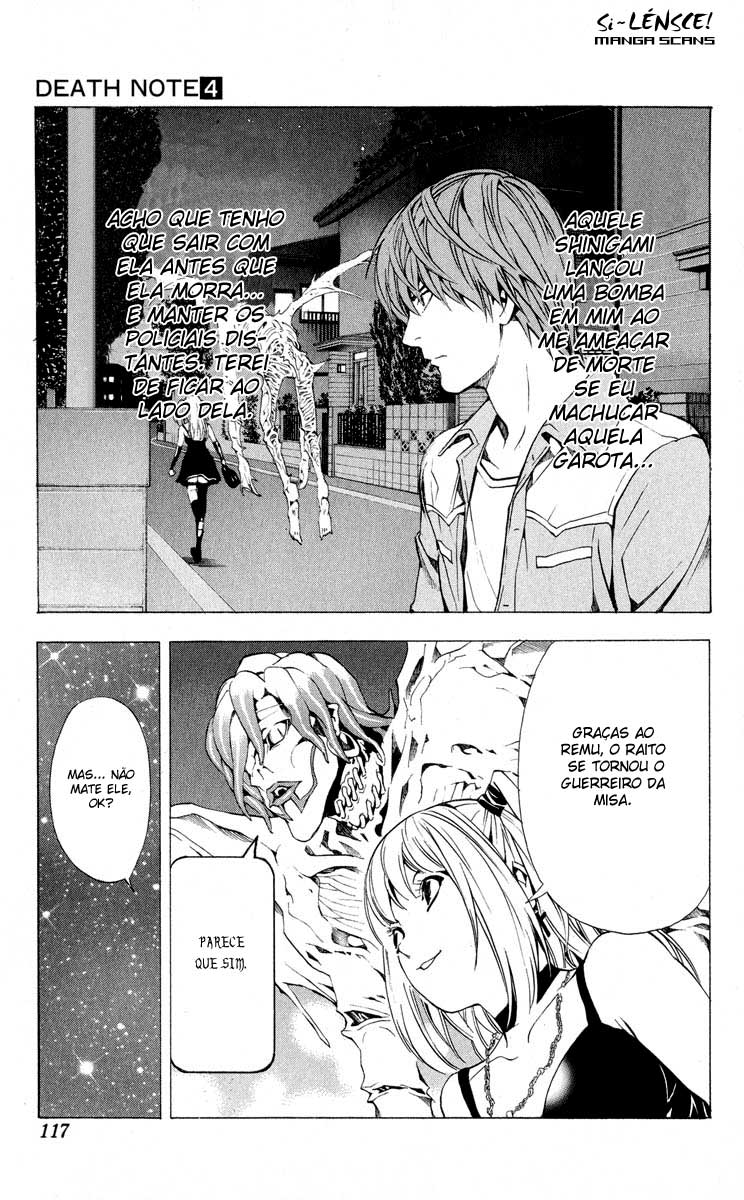 Si~LÉNSCE!
MANGA SCANS
DEATH NOTE 4
AQUELE
SHINIGAMI
LANÇOU
UMA BOMBA
EM MIM AO
ME AMEAÇAR
DE MORTE
SE EU
MACHUCAR
AQUELA
GARÓTA...
ACHO QUE TENHO
QUE SAIR COM
ELA ANTES QUE
ELA MORRA...
E MANTER OS
POLICIAIS DIS-
TANTES. TEREI
DE FICAR AO
LADO DELA.
GRAÇAS AO
REMU, O RAITO
SE TORNOU O
GUERREIRO DA
MISA.
PARECE
QUE SIM.
MAS... NÃO
MATE ELE,
OK?
117